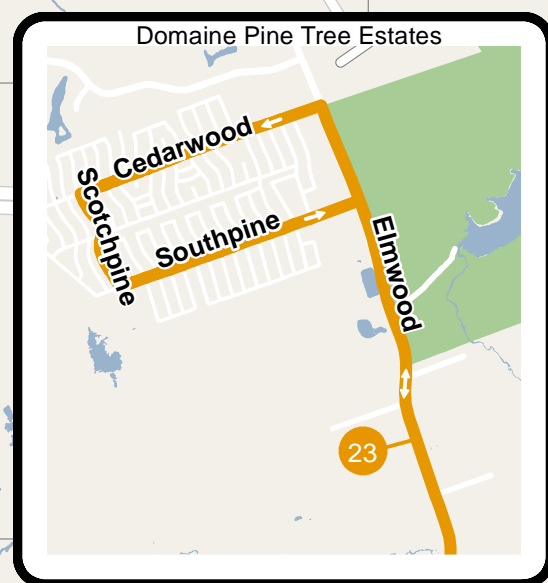 Domaine Pine Tree Estates
Cedarwood
Scotchpine
Southpine
Elmwood
23